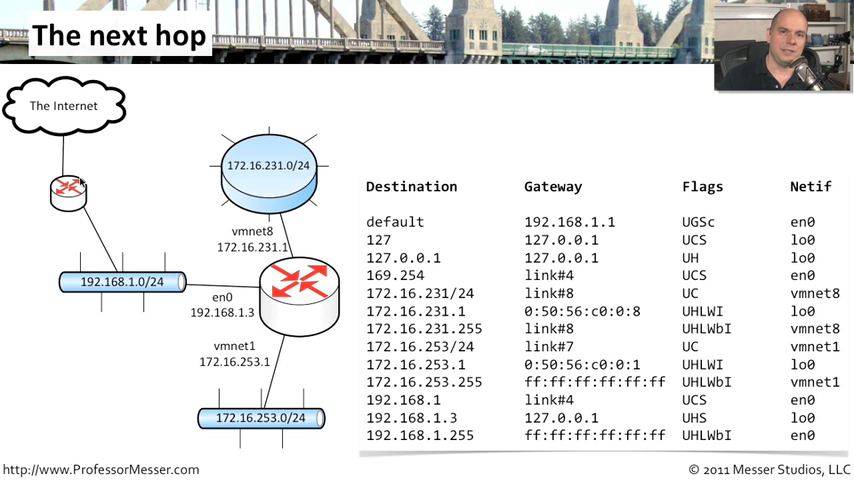 The next hop
The Internet
172.16.231.0/24
vmnet8
172.16.231.1
192.168.1.0/24
en0
192.168.1.3
vmnet1
172.16.253.1
172.16.253.0/24
Destination Gateway Flags Netif
default 192.168.1.1 UGSc en0
127 127.0.0.1 UCS lo0
127.0.0.1 127.0.0.1 UH lo0
169.254 link#4 UCS en0
172.16.231/24 link#8 UC vmnet8
172.16.231.1 0:50:56:c0:0:8 UHLWI lo0
172.16.231.255 link#8 UHLWbI vmnet8
172.16.253/24 link#7 UC vmnet1
172.16.253.1 0:50:56:c0:0:1 UHLWI lo0
172.16.253.255 ff:ff:ff:ff:ff:ff UHLWbI vmnet1
192.168.1 link#4 UCS en0
192.168.1.3 127.0.0.1 UHS lo0
192.168.1.255 ff:ff:ff:ff:ff:ff UHLWbI en0
http://www.ProfessorMesser.com
© 2011 Messer Studios, LLC